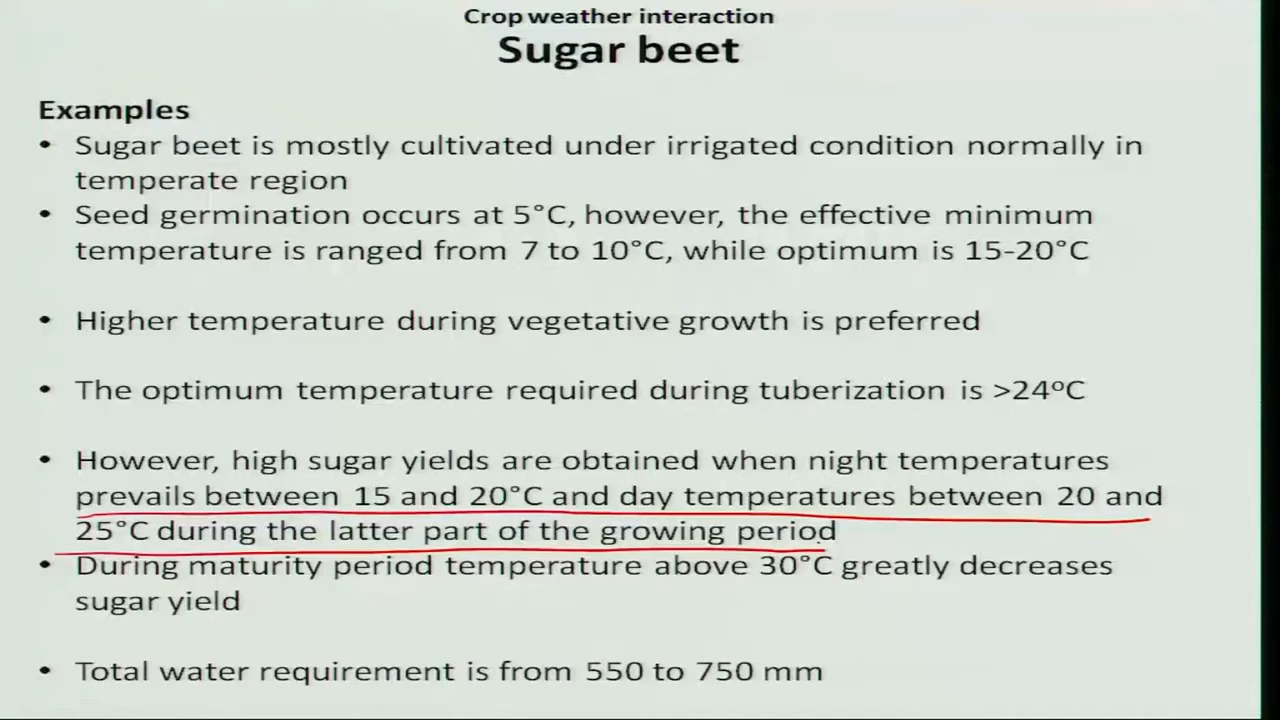 Crop weather interaction
Sugar beet
Examples
• Sugar beet is mostly cultivated under irrigated condition normally in
temperate region
• Seed germination occurs at 5°C, however, the effective minimum
temperature is ranged from 7 to 10°C, while optimum is 15-20°C
• Higher temperature during vegetative growth is preferred
• The optimum temperature required during tuberization is >24°C
• However, high sugar yields are obtained when night temperatures
prevails between 15 and 20°C and day temperatures between 20 and
25°C during the latter part of the growing period
• During maturity period temperature above 30°C greatly decreases
sugar yield
• Total water requirement is from 550 to 750 mm